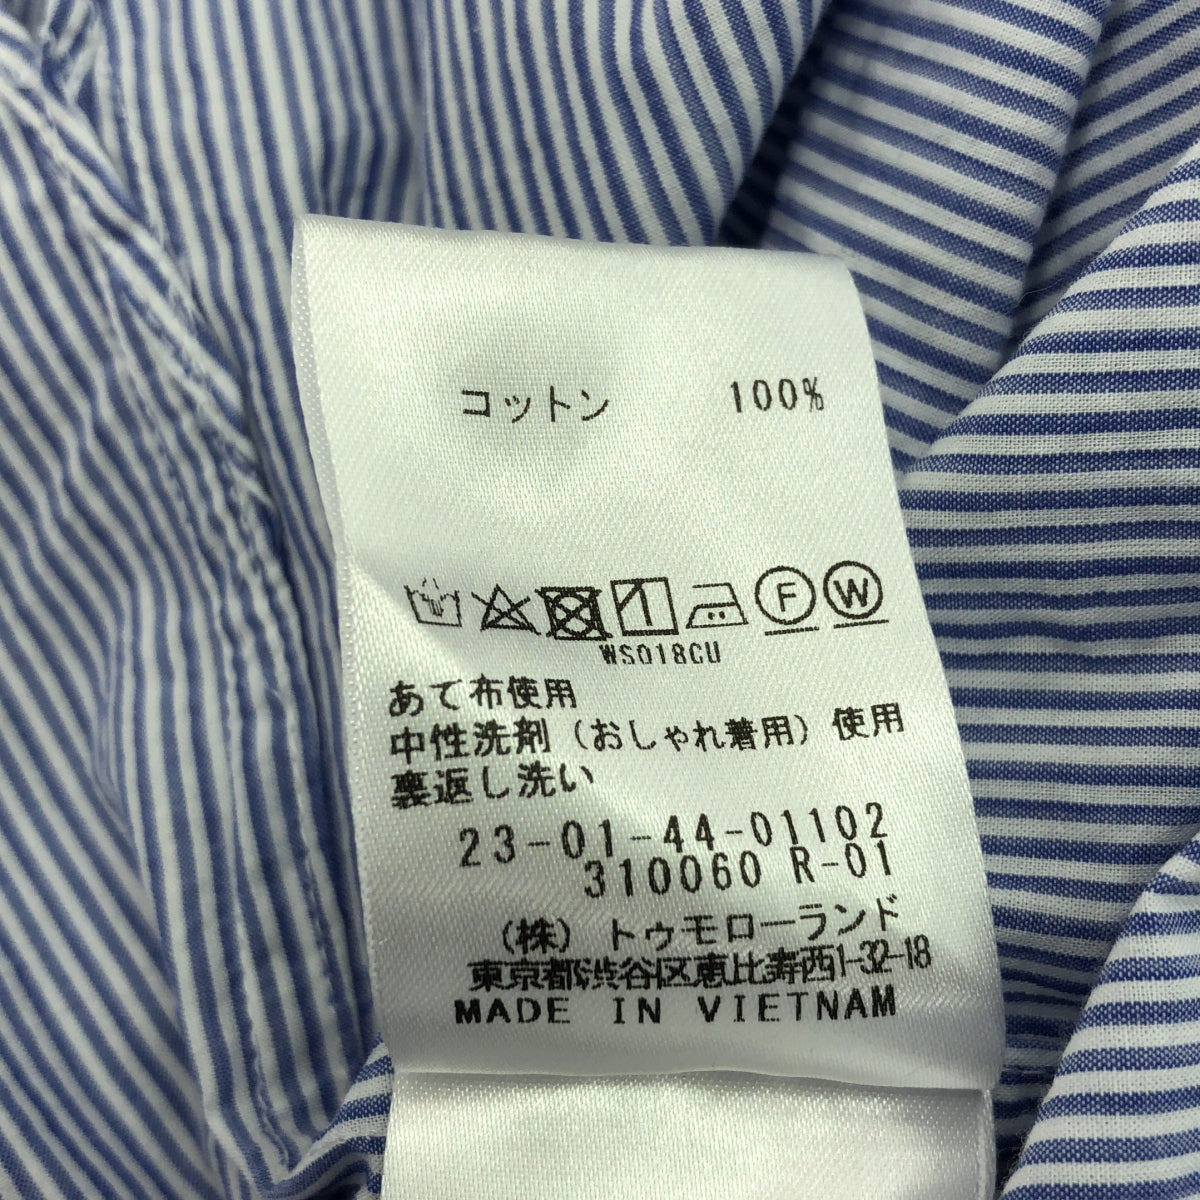 コットン 100%
F W
WS018CU
あて布使用
中性洗剤（おしゃれ着用）使用
裏返し洗い
23-01-44-01102
310060 R-01
（株）トゥモローランド
東京都渋谷区恵比寿西1-32-18
MADE IN VIETNAM